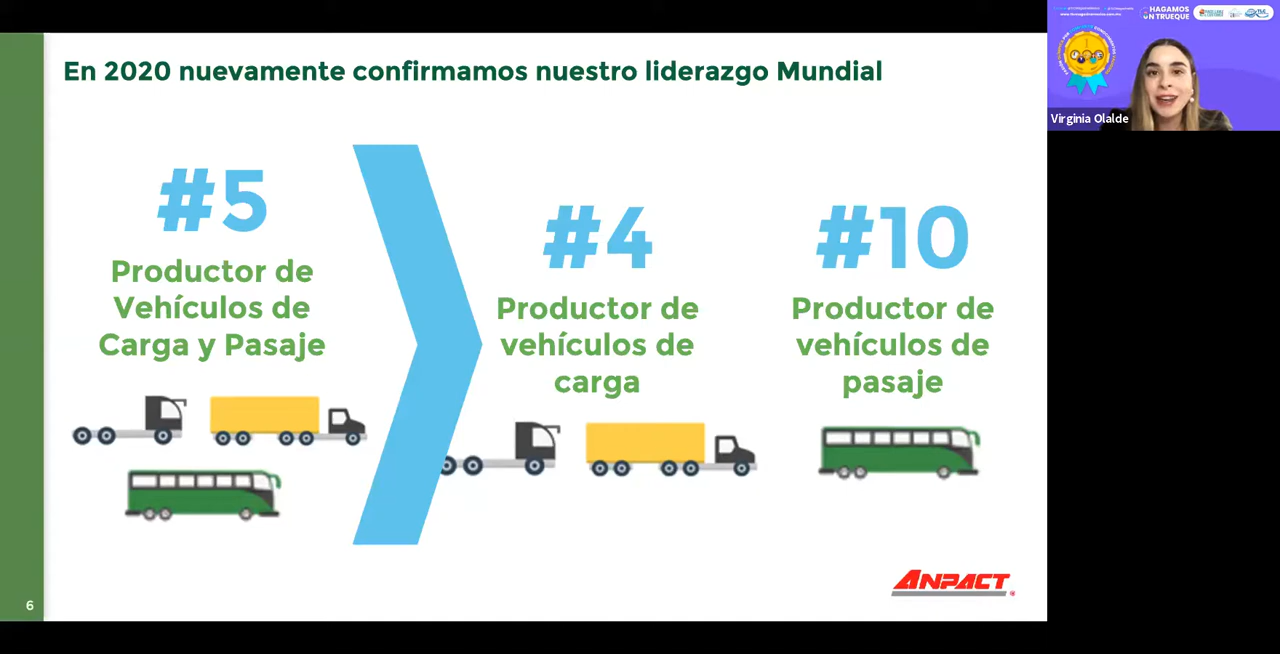 En 2020 nuevamente confirmamos nuestro liderazgo Mundial
#5
Productor de
Vehículos de
Carga y Pasaje
#4
Productor de
vehículos de
carga
#10
Productor de
vehículos de
pasaje
ANPACT
6
HAGAMOS
UN TRUEQUE
Virginia Olalde